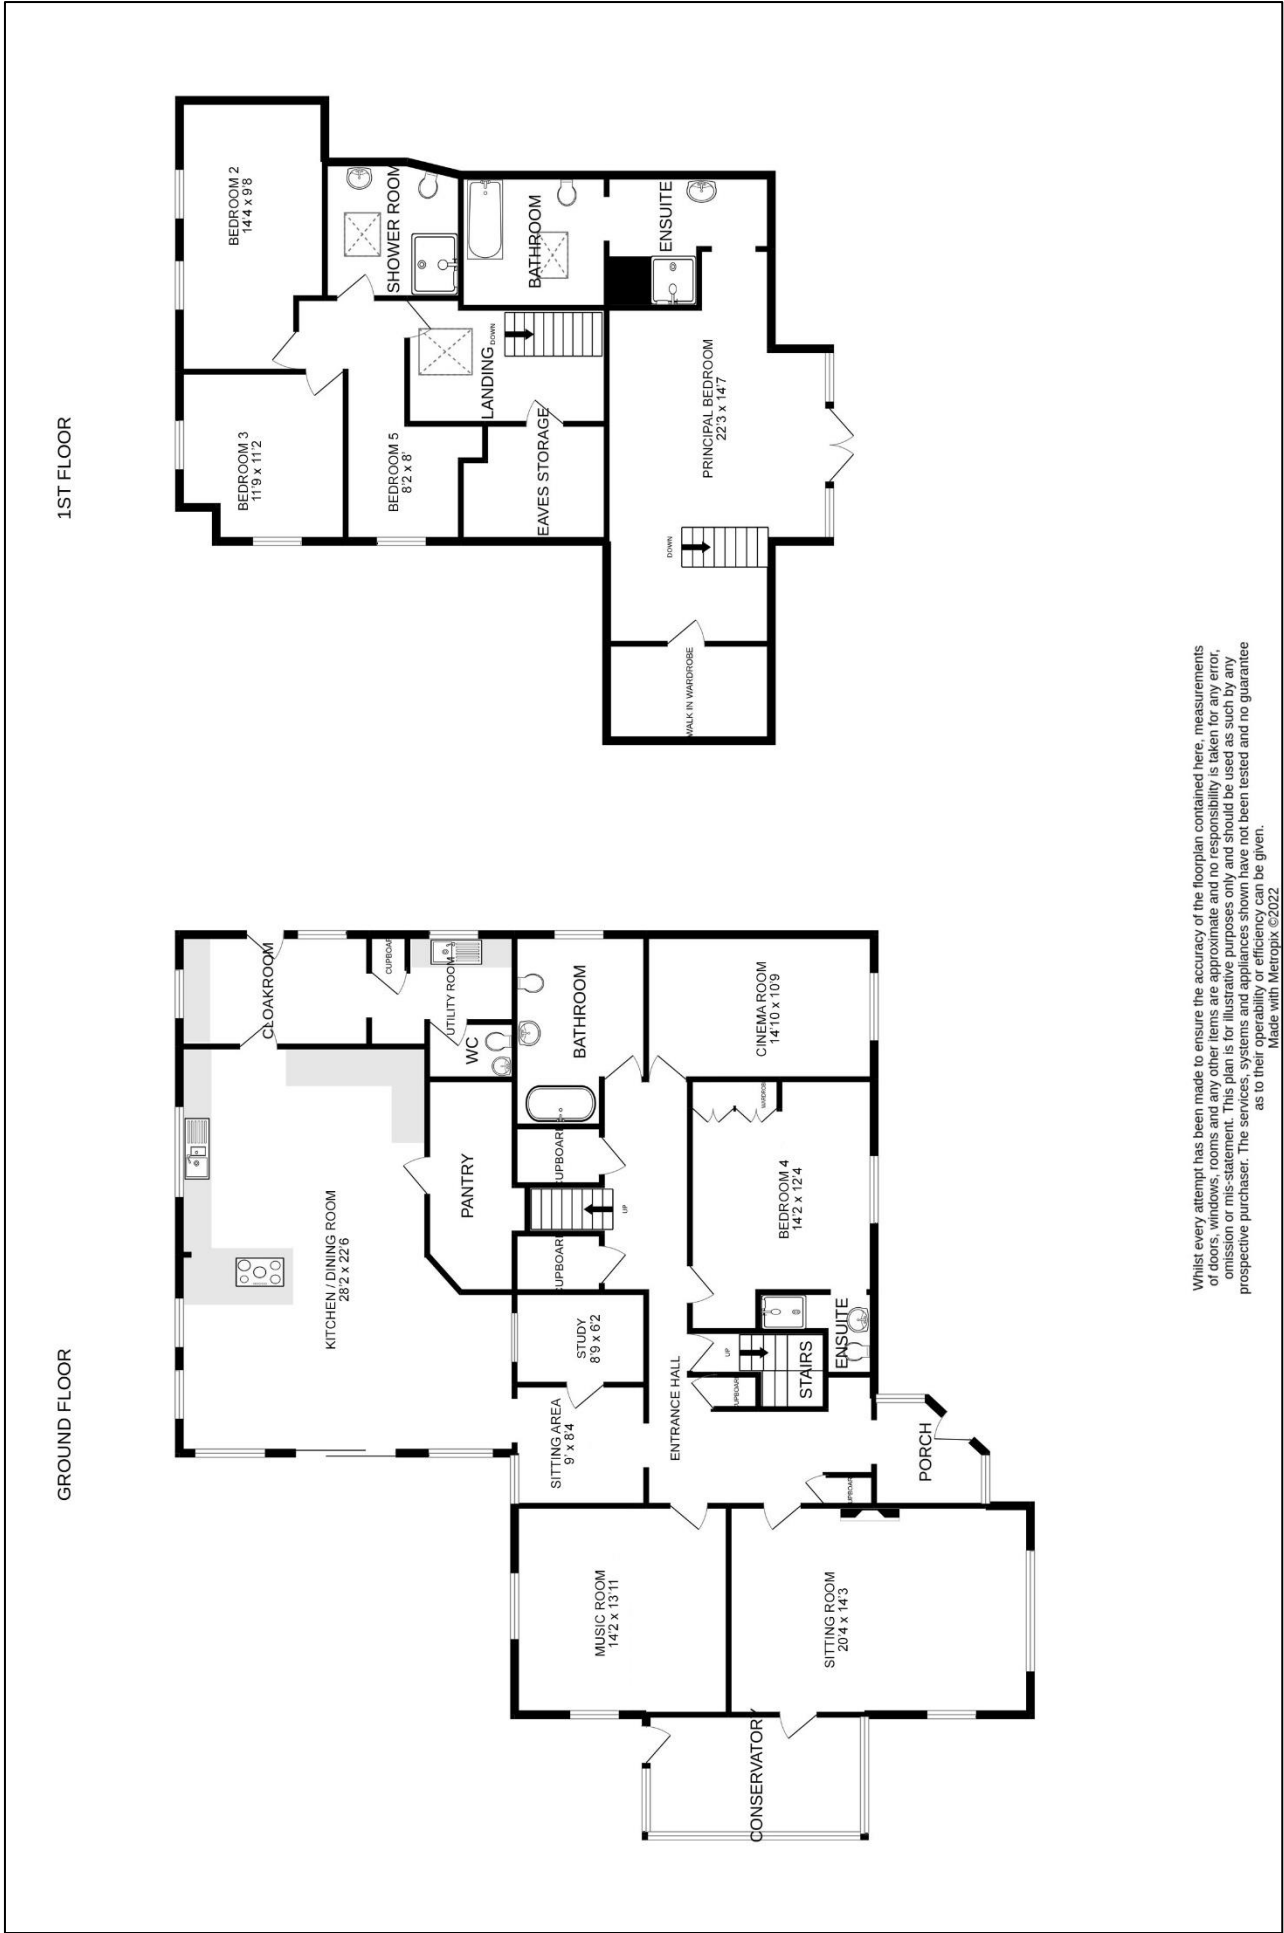 GROUND FLOOR
1ST FLOOR
CLOAKROOM
CUPBOARD
UTILITY ROOM
WC
BATHROOM
CINEMA ROOM
14'10 x 10'9
KITCHEN / DINING ROOM
28'2 x 22'6
PANTRY
CUPBOARD
UP
CUPBOARD
WARDROBE
BEDROOM 4
14'2 x 12'4
ENSUITE
STUDY
8'9 x 6'2
SITTING AREA
9' x 8'4
ENTRANCE HALL
UP
STAIRS
CUPBOARD
PORCH
CUPBOARD
MUSIC ROOM
14'2 x 13'11
SITTING ROOM
20'4 x 14'3
CONSERVATORY
BEDROOM 2
14'4 x 9'8
SHOWER ROOM
BATHROOM
ENSUITE
BEDROOM 3
11'9 x 11'2
BEDROOM 5
8'2 x 8'
LANDING
DOWN
EAVES STORAGE
PRINCIPAL BEDROOM
22'3 x 14'7
DOWN
WALK IN WARDROBE
Whilst every attempt has been made to ensure the accuracy of the floorplan contained here, measurements
of doors, windows, rooms and any other items are approximate and no responsibility is taken for any error,
omission or mis-statement. This plan is for illustrative purposes only and should be used as such by any
prospective purchaser. The services, systems and appliances shown have not been tested and no guarantee
as to their operability or efficiency can be given.
Made with Metropix ©2022